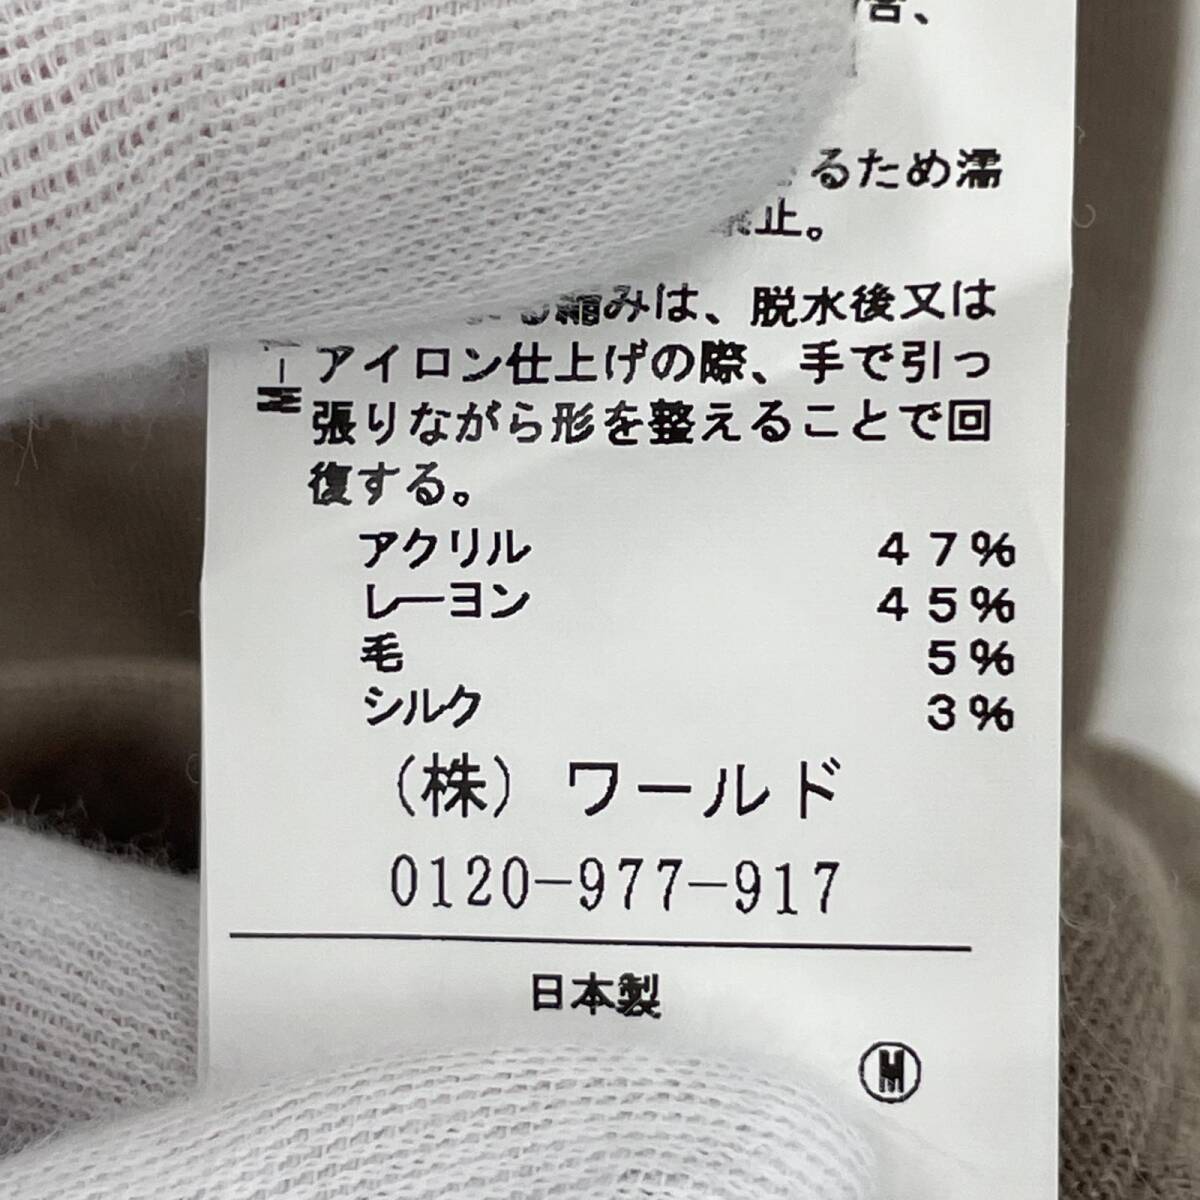 るため濡
禁止。
縮みは、脱水後又は
アイロン仕上げの際、手で引っ
張りながら形を整えることで回
復する。
アクリル 47%
レーヨン 45%
毛 5%
シルク 3%
(株) ワールド
0120-977-917
日本製
M